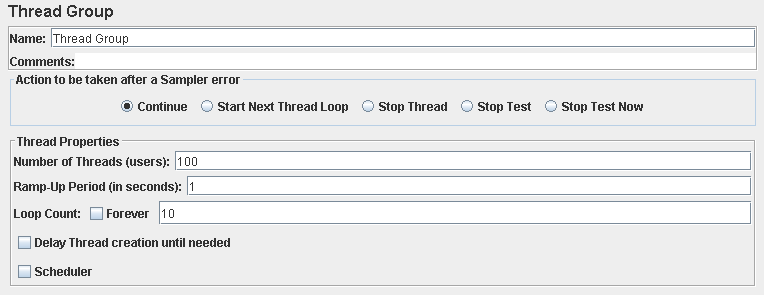 Thread Group
Name: Thread Group
Comments:
Action to be taken after a Sampler error
Continue Start Next Thread Loop Stop Thread Stop Test Stop Test Now
Thread Properties
Number of Threads (users): 100
Ramp-Up Period (in seconds): 1
Loop Count: Forever 10
Delay Thread creation until needed
Scheduler